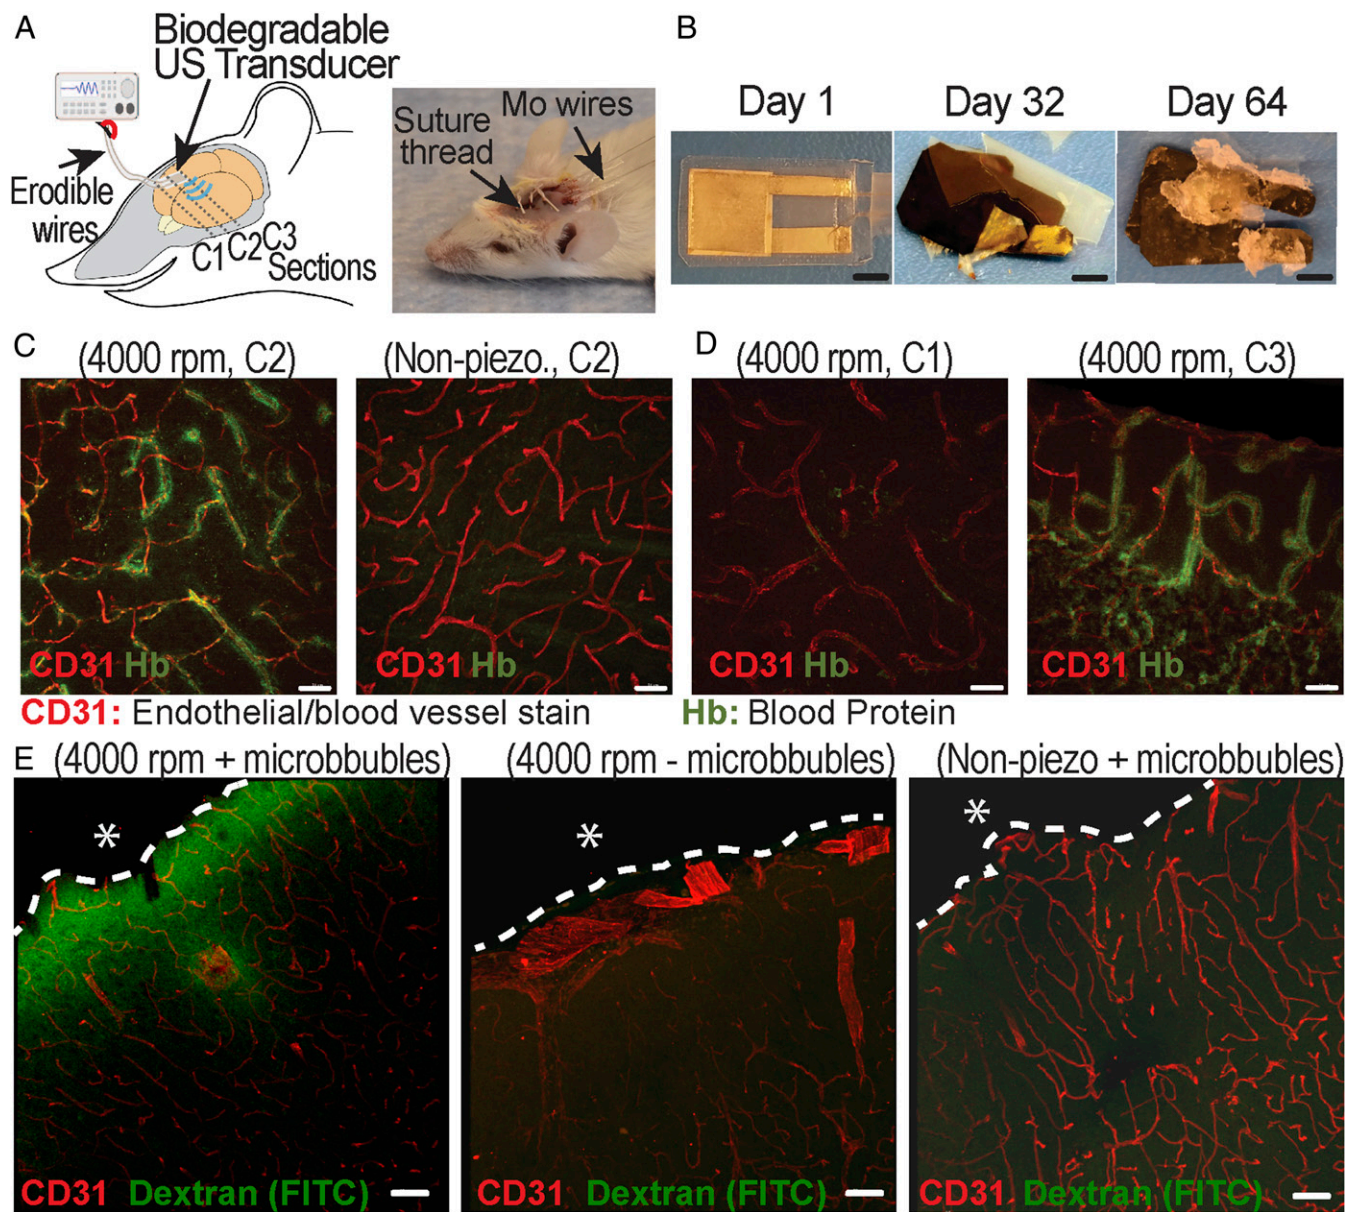 A
Biodegradable
US Transducer
Erodible
wires
C1 C2 C3
Sections
Suture
thread
Mo wires
B
Day 1
Day 32
Day 64
C
(4000 rpm, C2)
(Non-piezo., C2)
D
(4000 rpm, C1)
(4000 rpm, C3)
CD31 Hb
CD31 Hb
CD31 Hb
CD31 Hb
CD31: Endothelial/blood vessel stain
Hb: Blood Protein
E
(4000 rpm + microbbubles)
(4000 rpm - microbbubles)
(Non-piezo + microbbubles)
*
*
*
CD31 Dextran (FITC)
CD31 Dextran (FITC)
CD31 Dextran (FITC)